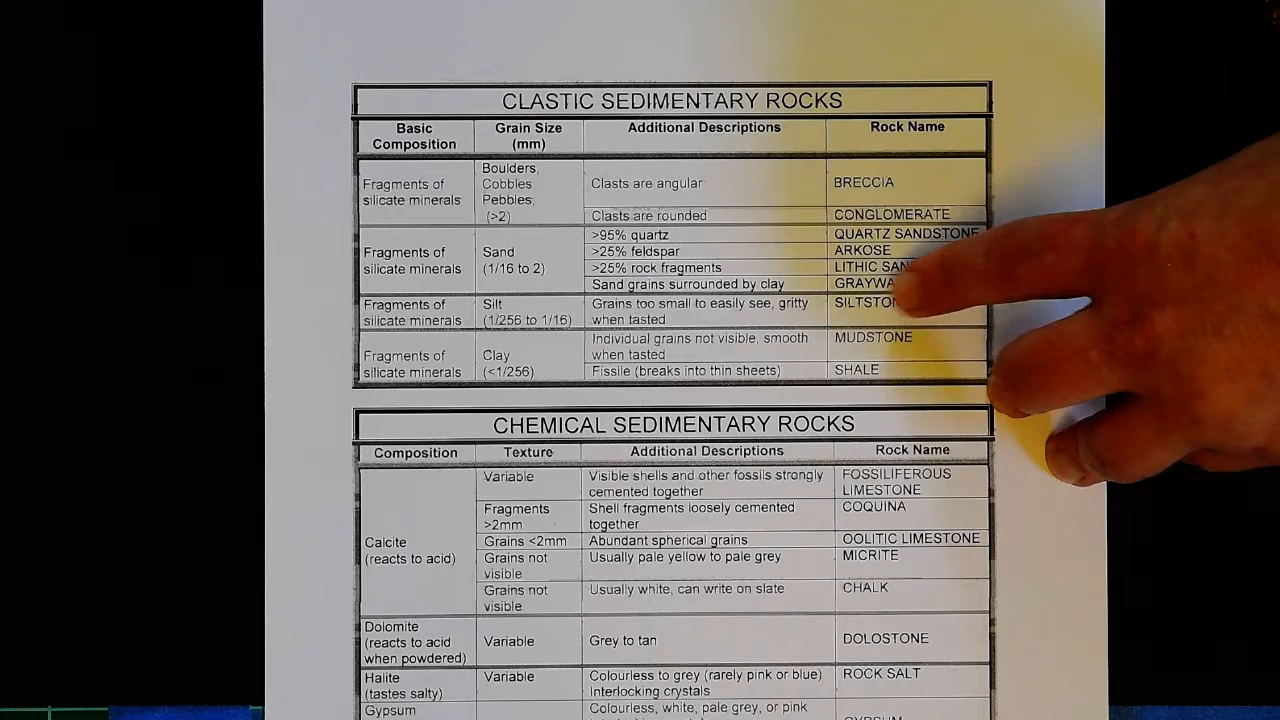 CLASTIC SEDIMENTARY ROCKS
Basic Composition Grain Size (mm) Additional Descriptions Rock Name
Fragments of silicate minerals
Boulders,
Cobbles
Pebbles,
(>2)
Clasts are angular BRECCIA
Clasts are rounded CONGLOMERATE
Fragments of silicate minerals
Sand
(1/16 to 2)
>95% quartz QUARTZ SANDSTONE
>25% feldspar ARKOSE
>25% rock fragments LITHIC
Sand grains surrounded by clay
Fragments of silicate minerals
Silt
(1/256 to 1/16)
Grains too small to easily see, gritty
when tasted
Fragments of silicate minerals
Clay
(<1/256)
Individual grains not visible, smooth
when tasted
MUDSTONE
Fissile (breaks into thin sheets) SHALE
CHEMICAL SEDIMENTARY ROCKS
Composition Texture Additional Descriptions Rock Name
Calcite
(reacts to acid)
Variable
Visible shells and other fossils strongly
cemented together
FOSSILIFEROUS
LIMESTONE
Fragments
>2mm
Shell fragments loosely cemented
together
COQUINA
Grains <2mm Abundant spherical grains OOLITIC LIMESTONE
Grains not
visible
Usually pale yellow to pale grey MICRITE
Grains not
visible
Usually white, can write on slate CHALK
Dolomite
(reacts to acid
when powdered)
Variable Grey to tan DOLOSTONE
Halite
(tastes salty)
Variable
Colourless to grey (rarely pink or blue)
Interlocking crystals
ROCK SALT
Gypsum
Colourless, white, pale grey, or pink